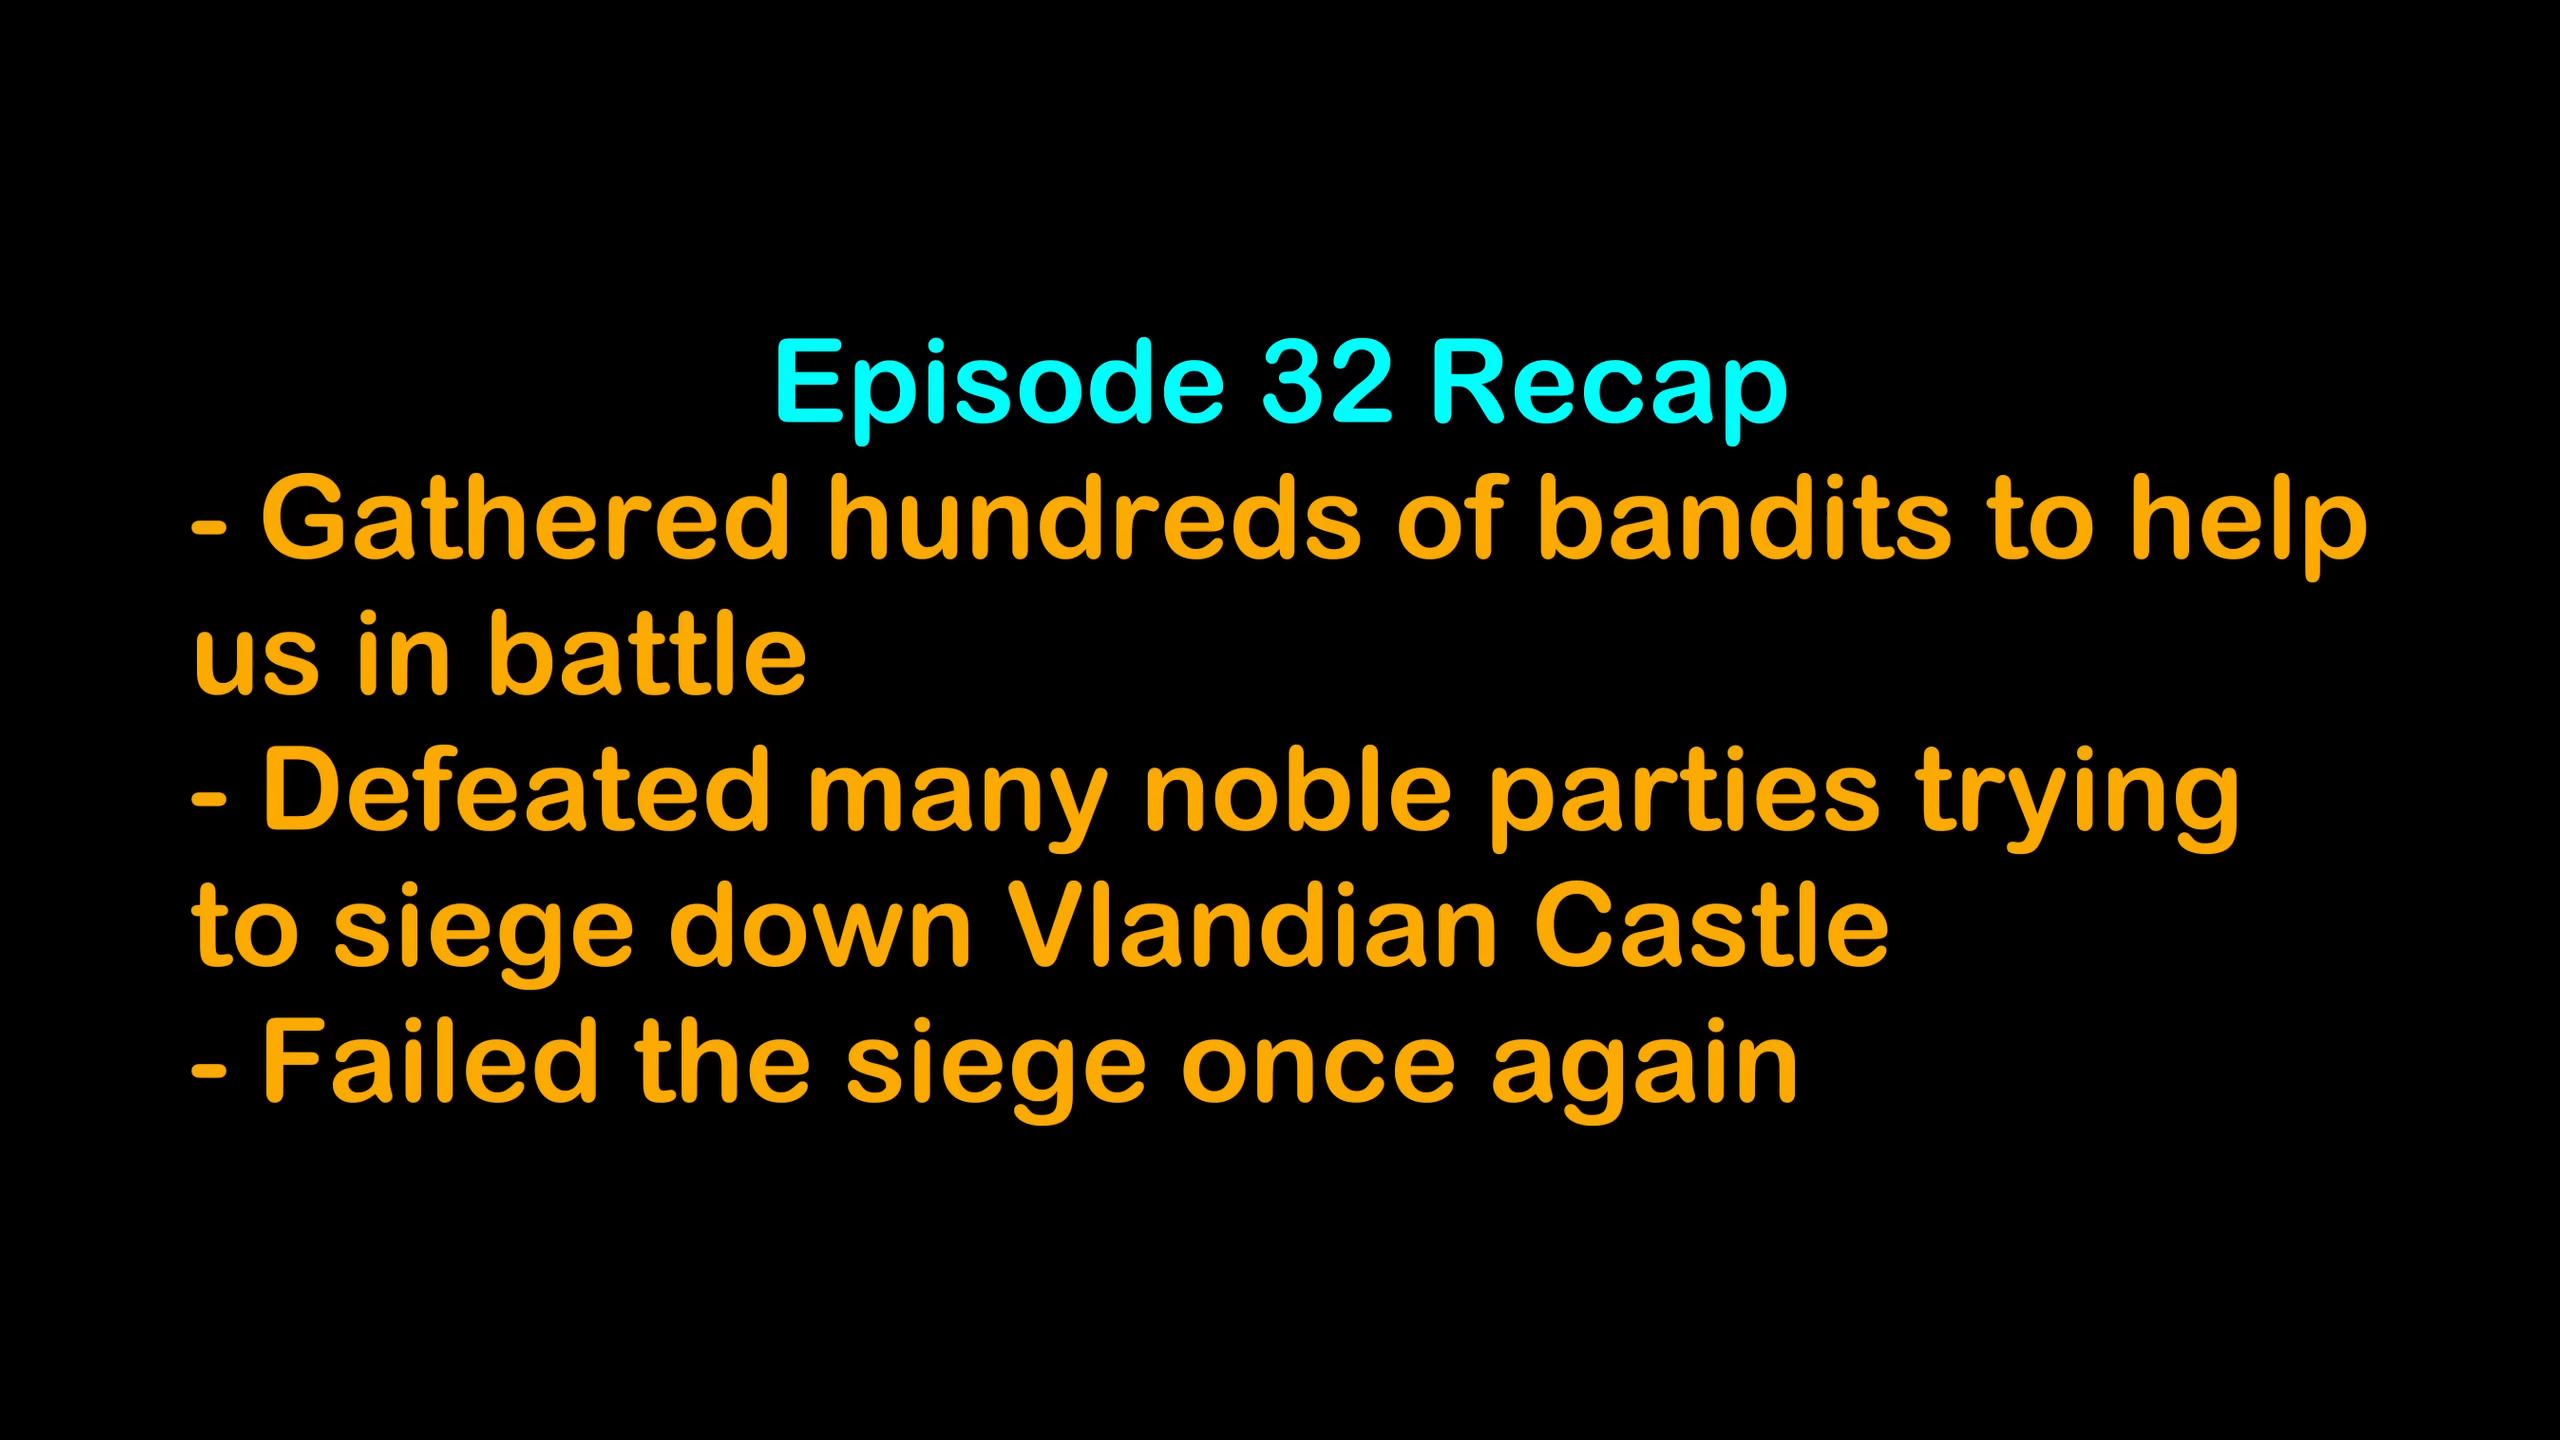 Episode 32 Recap
- Gathered hundreds of bandits to help
us in battle
- Defeated many noble parties trying
to siege down Vlandian Castle
- Failed the siege once again